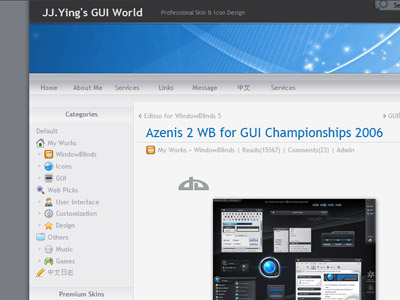 JJ.Ying's GUI World
Professional Skin & Icon Design
Home About Me Services Links Message 中文 Services
Categories
Default
My Works
WindowBlinds
Icons
GUI
Web Picks
User Interface
Customization
Design
Others
Music
Games
中文日志
Premium Skins
Edisso for WindowBlinds 5
GUI
Azenis 2 WB for GUI Championships 2006
My Works - WindowBlinds | Reads(15567) | Comments(23) | Admin